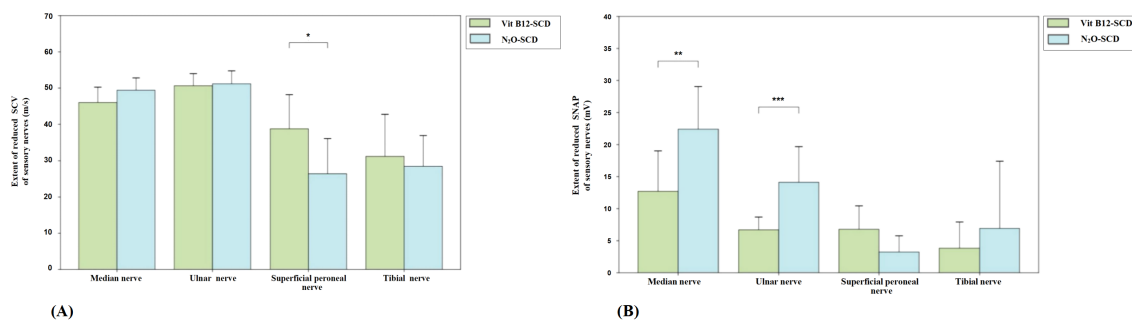 70
60
50
40
30
20
10
0
Extent of reduced SCV
of sensory nerves (m/s)
*
Vit B12-SCD
N₂O-SCD
Median nerve
Ulnar nerve
Superficial peroneal
nerve
Tibial nerve
(A)
40
35
30
25
20
15
10
5
0
Extent of reduced SNAP
of sensory nerves (mV)
**
***
Vit B12-SCD
N₂O-SCD
Median nerve
Ulnar nerve
Superficial peroneal
nerve
Tibial nerve
(B)